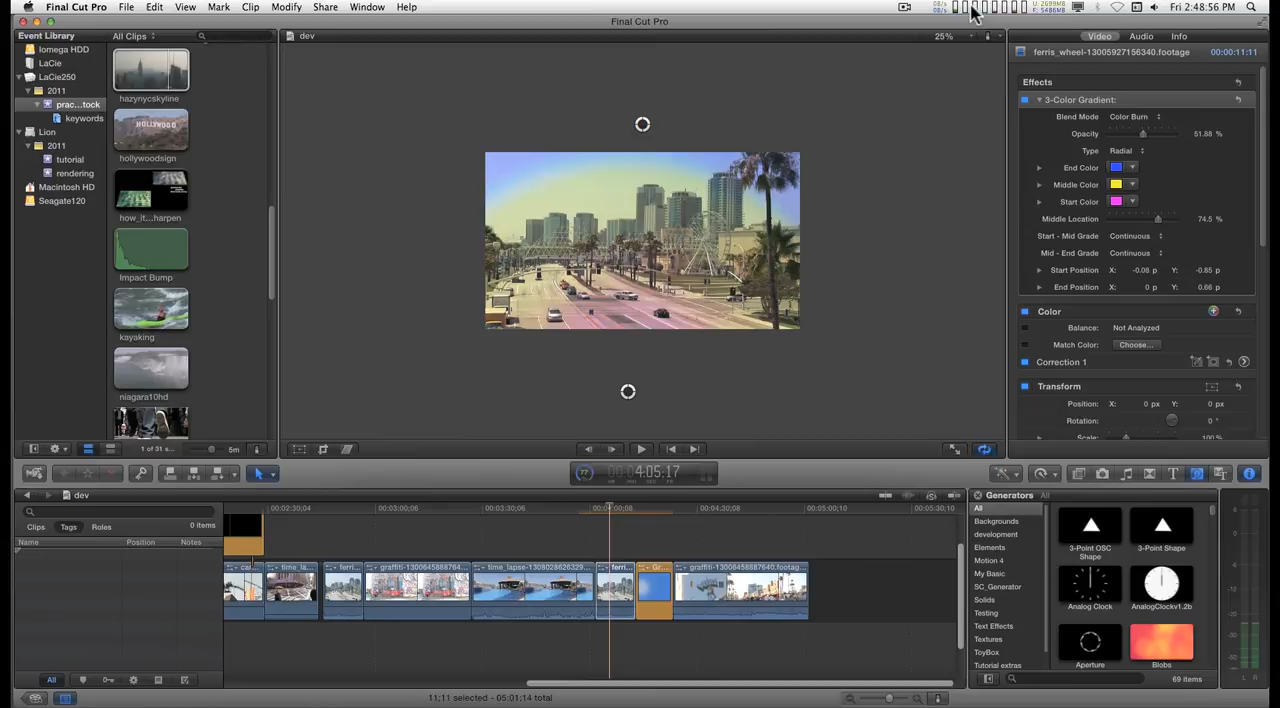 Final Cut Pro File Edit View Mark Clip Modify Share Window Help
Fri 2:48:56 PM
Final Cut Pro
Event Library
All Clips
Iomega HDD
LaCie
LaCie250
2011
prac...tock
keywords
Lion
2011
tutorial
rendering
Macintosh HD
Seagate120
hazynycskyline
hollywoodsign
how_it...harpen
Impact Bump
kayaking
niagara10hd
1 of 31 s...
5m
dev
25%
Video Audio Info
ferris_wheel-13005927156340.footage 00:00:11:11
Effects
3-Color Gradient:
Blend Mode Color Burn
Opacity 51.88 %
Type Radial
End Color
Middle Color
Start Color
Middle Location 74.5 %
Start - Mid Grade Continuous
Mid - End Grade Continuous
Start Position X: -0.08 p Y: -0.85 p
End Position X: 0 p Y: 0.66 p
Color
Balance: Not Analyzed
Match Color: Choose...
Correction 1
Transform
Position: X: 0 px Y: 0 px
Rotation: 0 °
Scale: 100 %
77 4:05:17
dev
Clips Tags Roles 0 items
Name Position Notes
All
00:02:30;04 00:03:00;06 00:03:30;06 00:04:00;08 00:04:30;08 00:05:00;10 00:05:30;10
time_la... ferri... graffiti-1300645888764... time_lapse-1308028626329... ferri... Gr... graffiti-13006458887640.footag...
11;11 selected - 05:01;14 total
Generators All
All
Backgrounds
development
Elements
Motion 4
My Basic
SC_Generator
Solids
Testing
Text Effects
Textures
ToyBox
Tutorial extras
3-Point OSC Shape
3-Point Shape
Analog Clock
AnalogClockv1.2b
Aperture
Blobs
69 items